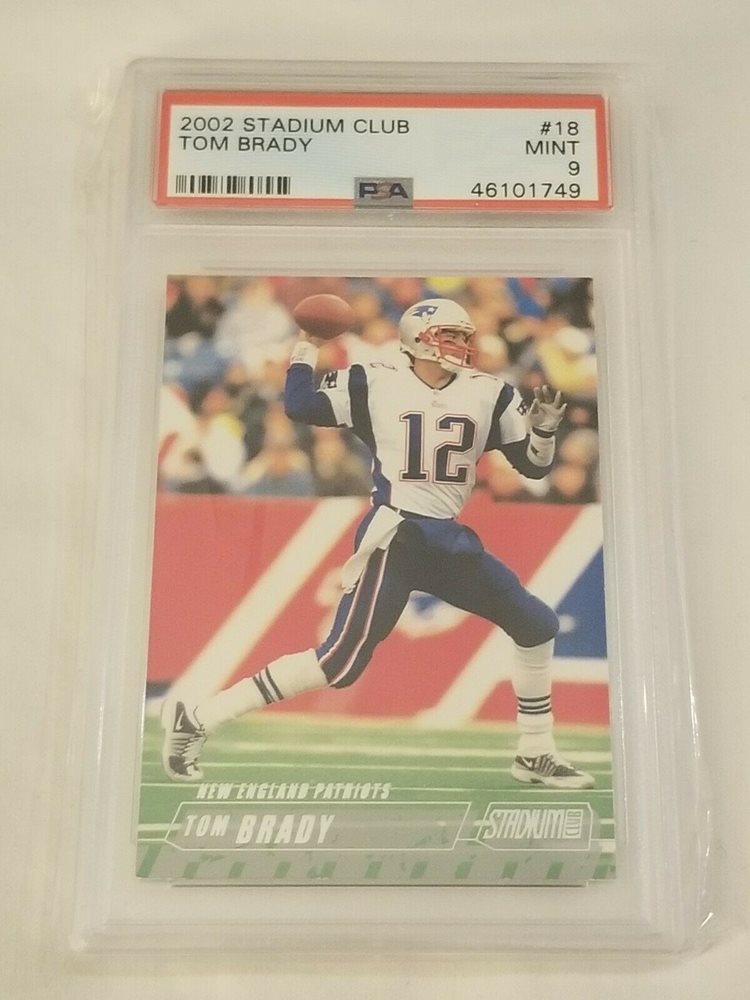 2002 STADIUM CLUB #18
TOM BRADY MINT
9
PSA 46101749
12
NEW ENGLAND PATRIOTS
TOM BRADY
STADIUM CLUB